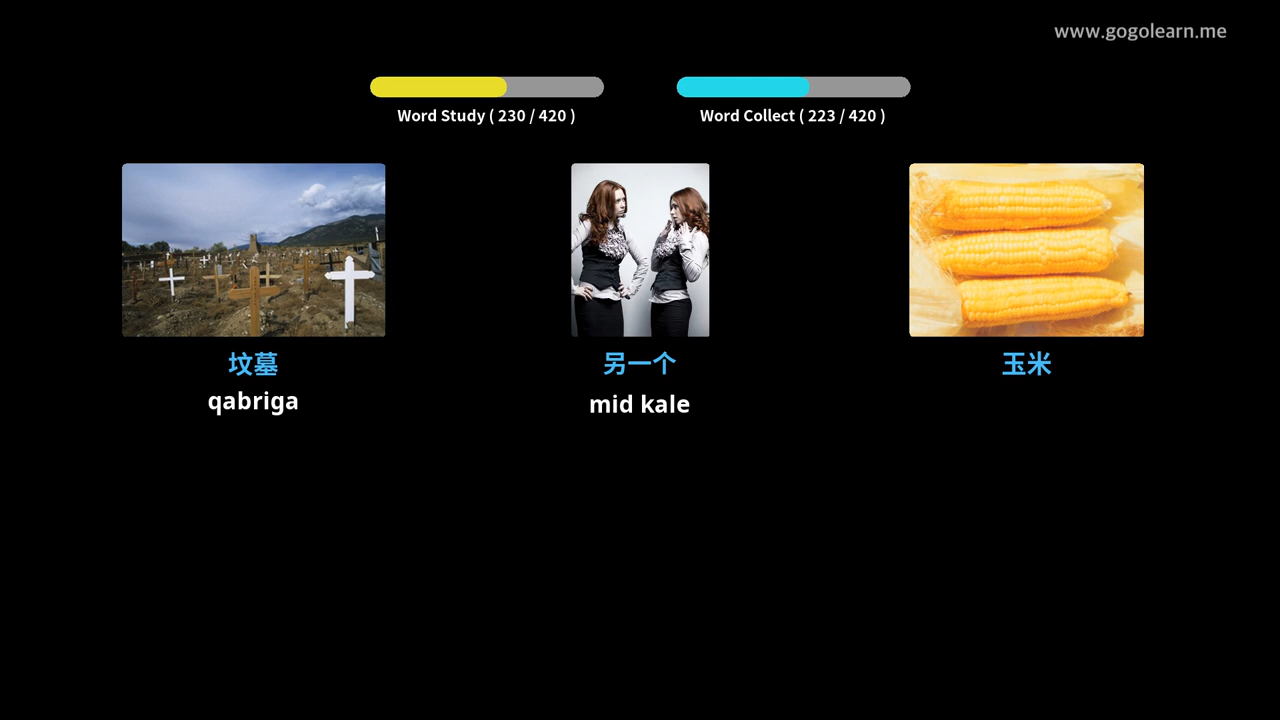 www.gogolearn.me
Word Study ( 230 / 420 )
Word Collect ( 223 / 420 )
坟墓
另一个
玉米
qabriga
mid kale